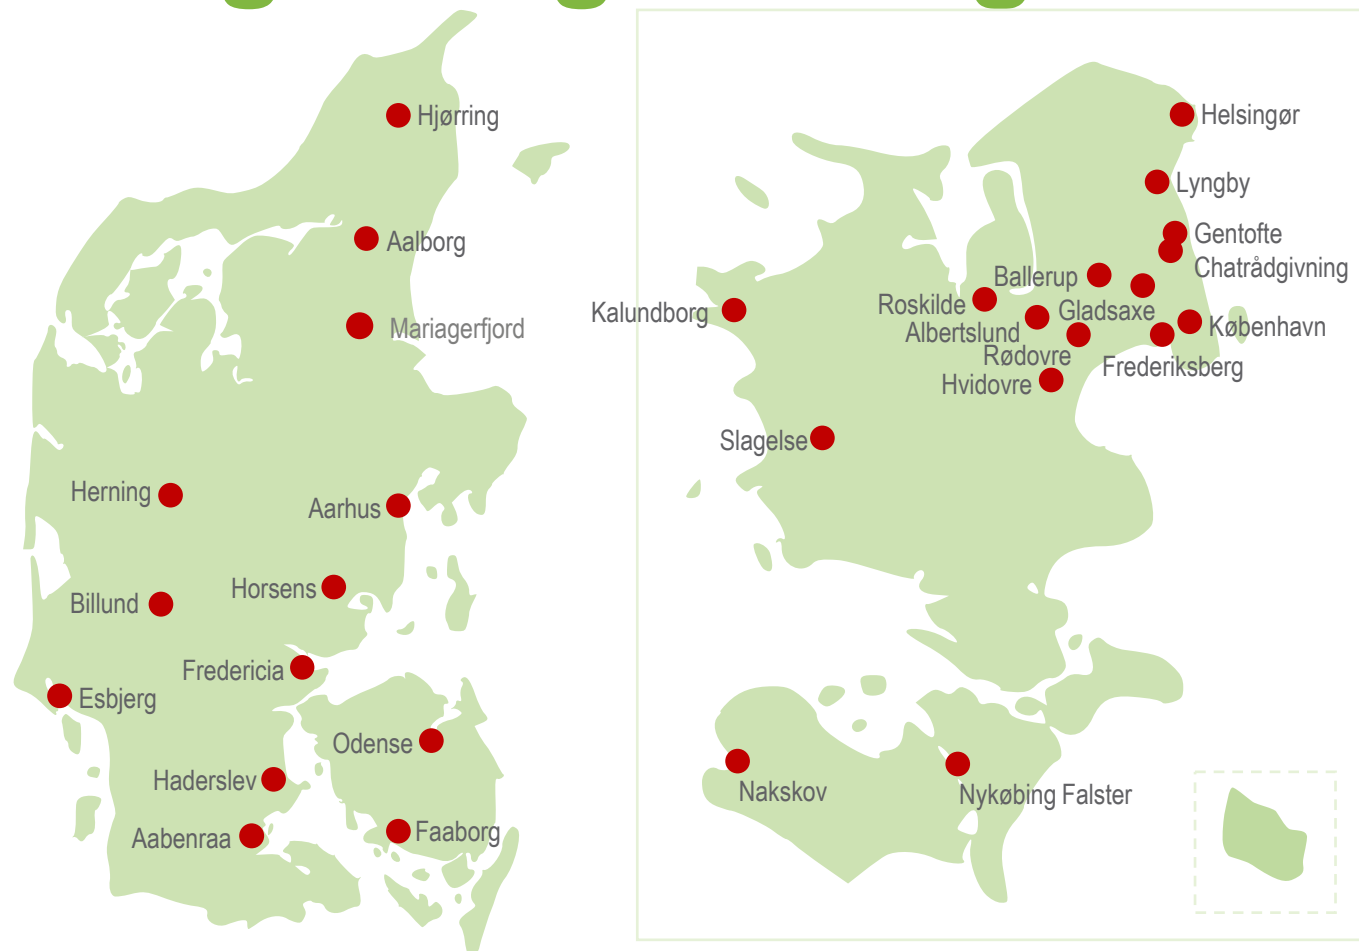 Hjørring
Aalborg
Mariagerfjord
Herning
Aarhus
Horsens
Billund
Fredericia
Esbjerg
Odense
Haderslev
Aabenraa
Faaborg
Helsingør
Lyngby
Gentofte
Chatrådgivning
Ballerup
Roskilde
Gladsaxe
Kalundborg
København
Albertslund
Rødovre
Frederiksberg
Hvidovre
Slagelse
Nakskov
Nykøbing Falster